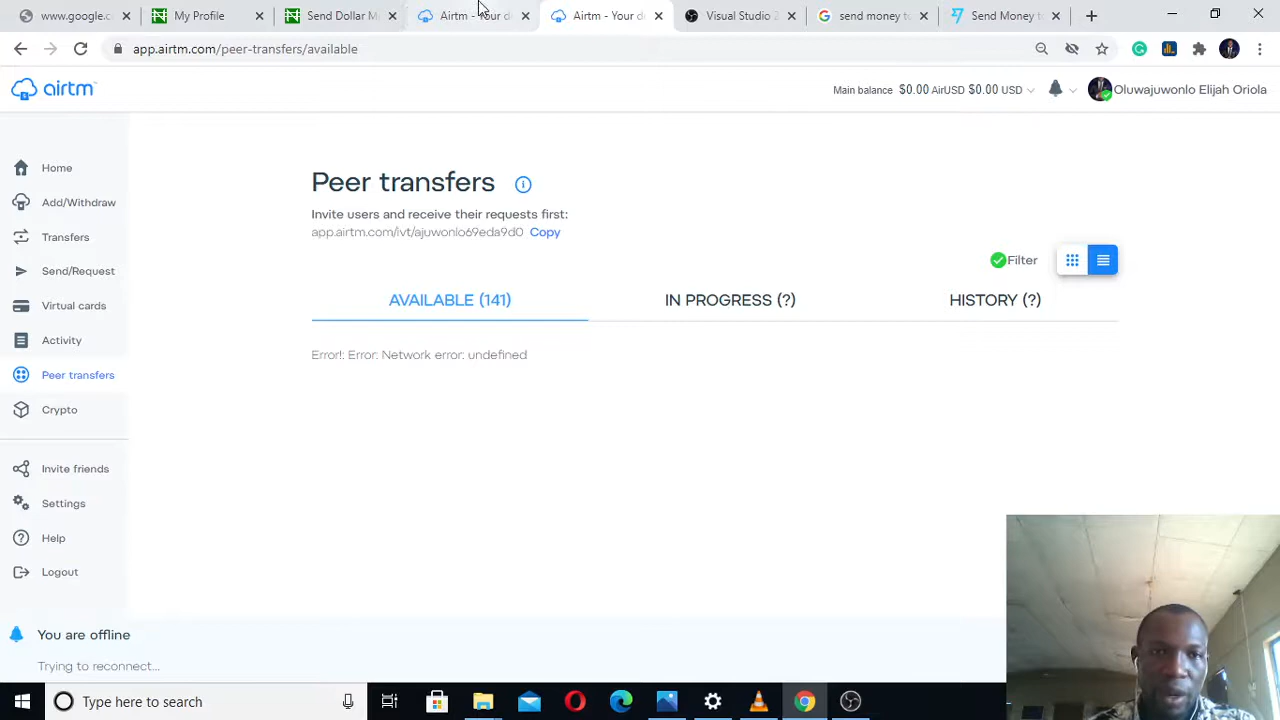 www.google.c
My Profile
Send Dollar M
Airtm - Your d
Airtm - Your d
Visual Studio 2
send money to
Send Money to
app.airtm.com/peer-transfers/available
airtm
Main balance $0.00 AirUSD $0.00 USD
Oluwajuwonlo Elijah Oriola
Home
Add/Withdraw
Transfers
Send/Request
Virtual cards
Activity
Peer transfers
Crypto
Invite friends
Settings
Help
Logout
Peer transfers
Invite users and receive their requests first:
app.airtm.com/ivt/ajuwonlo69eda9d0 Copy
Filter
AVAILABLE (141)
IN PROGRESS (?)
HISTORY (?)
Error!: Error: Network error: undefined
You are offline
Trying to reconnect...
Type here to search